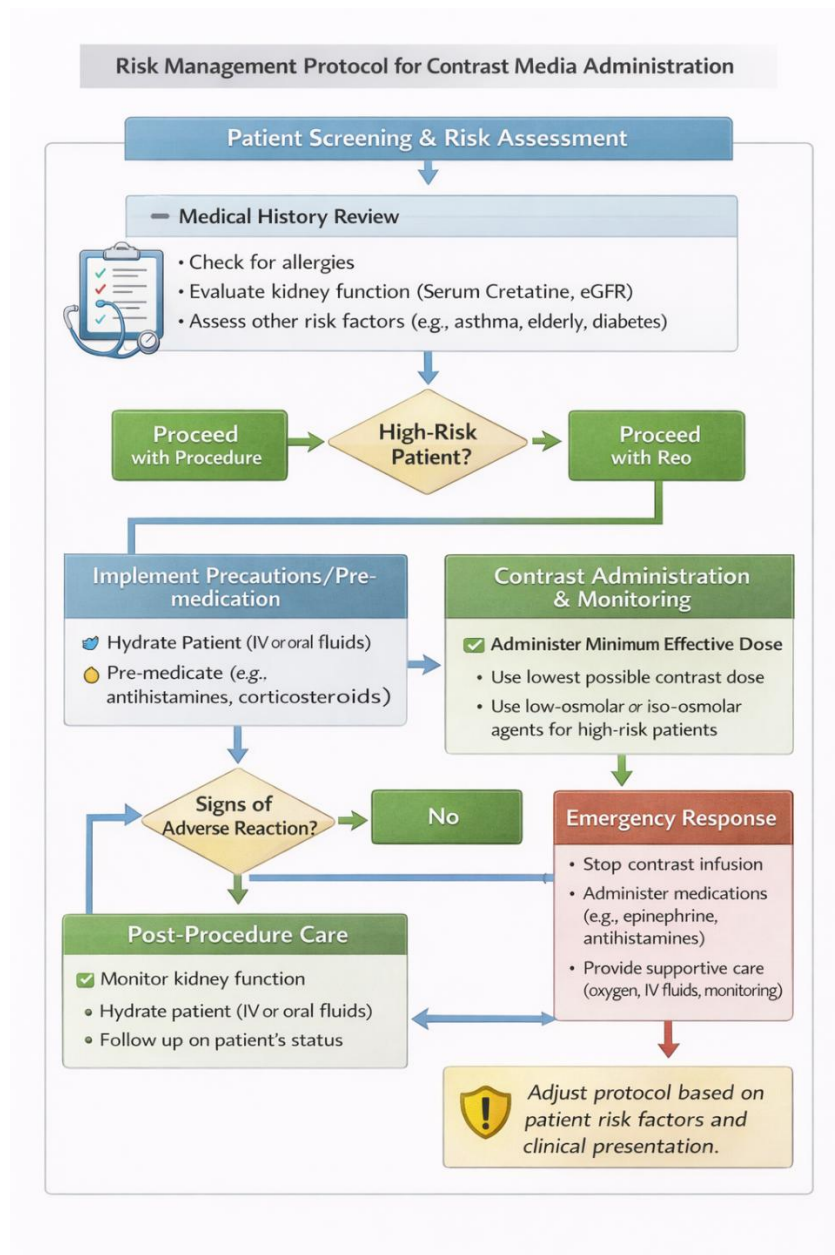 Risk Management Protocol for Contrast Media Administration
Patient Screening & Risk Assessment
Medical History Review
• Check for allergies
• Evaluate kidney function (Serum Cretatine, eGFR)
• Assess other risk factors (e.g., asthma, elderly, diabetes)
Proceed
with Procedure
High-Risk
Patient?
Proceed
with Reo
Implement Precautions/Pre-
medication
Hydrate Patient (IV or oral fluids)
Pre-medicate (e.g.,
antihistamines, corticosteroids)
Contrast Administration
& Monitoring
Administer Minimum Effective Dose
• Use lowest possible contrast dose
• Use low-osmolar or iso-osmolar
agents for high-risk patients
Signs of
Adverse Reaction?
No
Emergency Response
• Stop contrast infusion
• Administer medications
(e.g., epinephrine,
antihistamines)
• Provide supportive care
(oxygen, IV fluids, monitoring)
Post-Procedure Care
Monitor kidney function
• Hydrate patient (IV or oral fluids)
• Follow up on patient's status
Adjust protocol based on
patient risk factors and
clinical presentation.